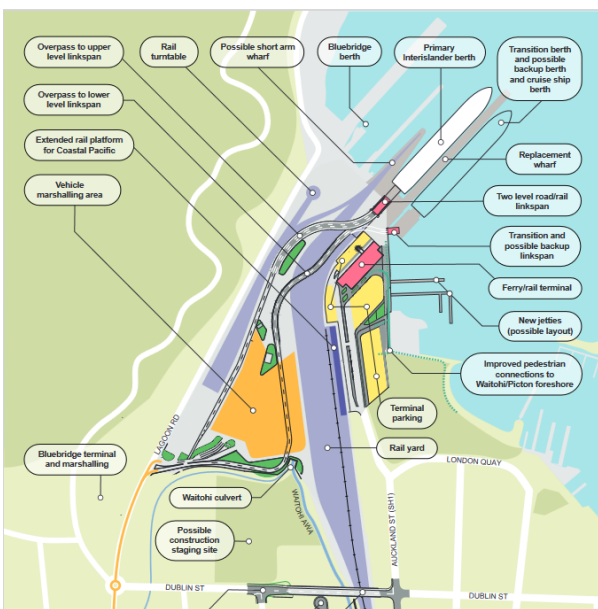 Overpass to upper
level linkspan
Rail
turntable
Possible short arm
wharf
Bluebridge
berth
Primary
Interislander berth
Transition berth
and possible
backup berth
and cruise ship
berth
Overpass to lower
level linkspan
Extended rail platform
for Coastal Pacific
Replacement
wharf
Vehicle
marshalling area
Two level road/rail
linkspan
Transition and
possible backup
linkspan
Ferry/rail terminal
New jetties
(possible layout)
Improved pedestrian
connections to
Waitohi/Picton foreshore
Terminal
parking
LAGOON RD
Bluebridge terminal
and marshalling
Rail yard
LONDON QUAY
Waitohi culvert
WAITOHI AWA
Possible
construction
staging site
AUCKLAND ST (SH1)
DUBLIN ST
DUBLIN ST